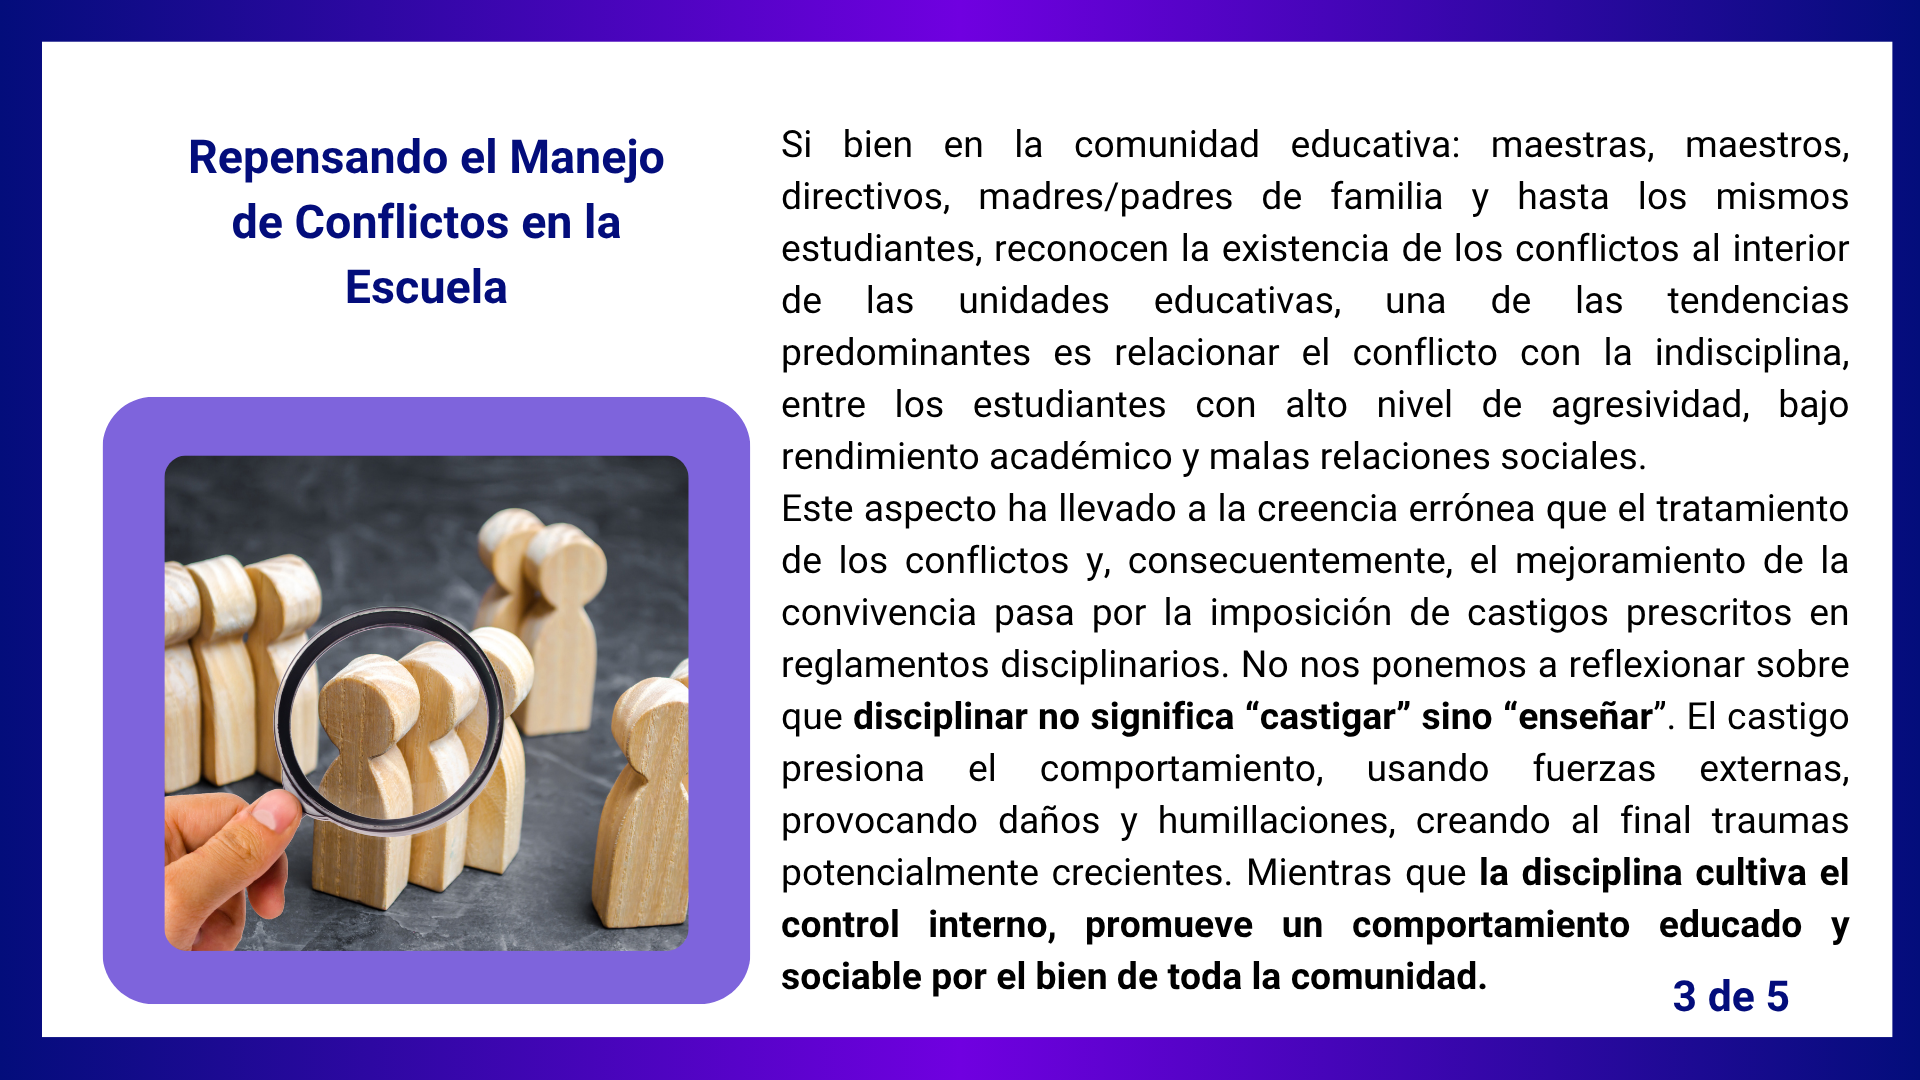 Repensando el Manejo
de Conflictos en la
Escuela
Si bien en la comunidad educativa: maestras, maestros,
directivos, madres/padres de familia y hasta los mismos
estudiantes, reconocen la existencia de los conflictos al interior
de las unidades educativas, una de las tendencias
predominantes es relacionar el conflicto con la indisciplina,
entre los estudiantes con alto nivel de agresividad, bajo
rendimiento académico y malas relaciones sociales.
Este aspecto ha llevado a la creencia errónea que el tratamiento
de los conflictos y, consecuentemente, el mejoramiento de la
convivencia pasa por la imposición de castigos prescritos en
reglamentos disciplinarios. No nos ponemos a reflexionar sobre
que disciplinar no significa “castigar” sino “enseñar”. El castigo
presiona el comportamiento, usando fuerzas externas,
provocando daños y humillaciones, creando al final traumas
potencialmente crecientes. Mientras que la disciplina cultiva el
control interno, promueve un comportamiento educado y
sociable por el bien de toda la comunidad.
3 de 5